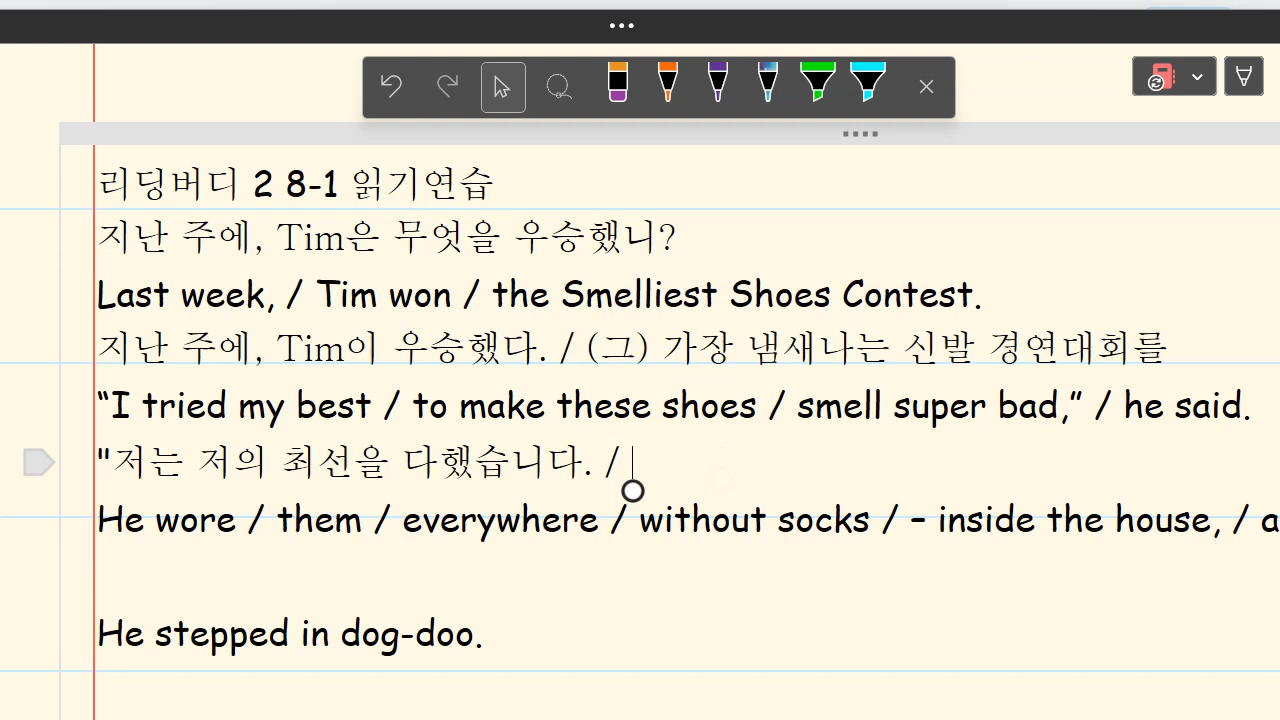 리딩버디 2 8-1 읽기연습
지난 주에, Tim은 무엇을 우승했니?
Last week, / Tim won / the Smelliest Shoes Contest.
지난 주에, Tim이 우승했다. / (그) 가장 냄새나는 신발 경연대회를
“I tried my best / to make these shoes / smell super bad,” / he said.
"저는 저의 최선을 다했습니다. /
He wore / them / everywhere / without socks / – inside the house, / a
He stepped in dog-doo.